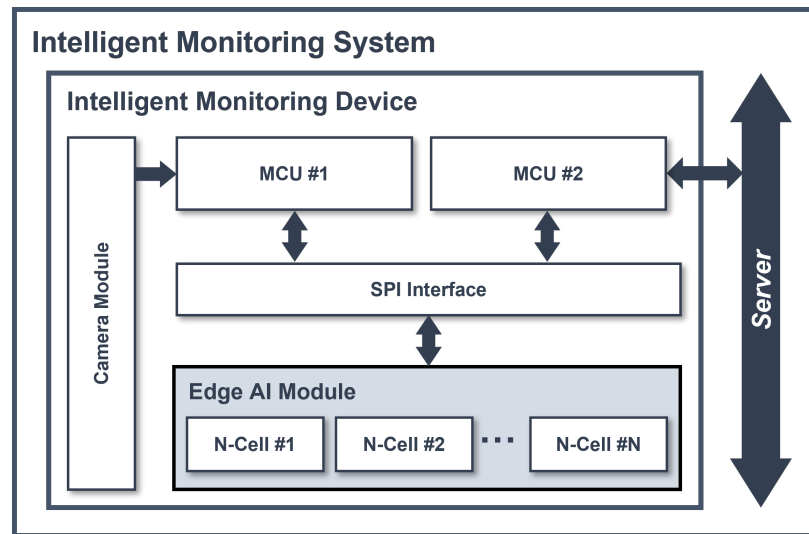 Intelligent Monitoring System
Intelligent Monitoring Device
Camera Module
MCU #1
MCU #2
SPI Interface
Edge AI Module
N-Cell #1
N-Cell #2
...
N-Cell #N
Server